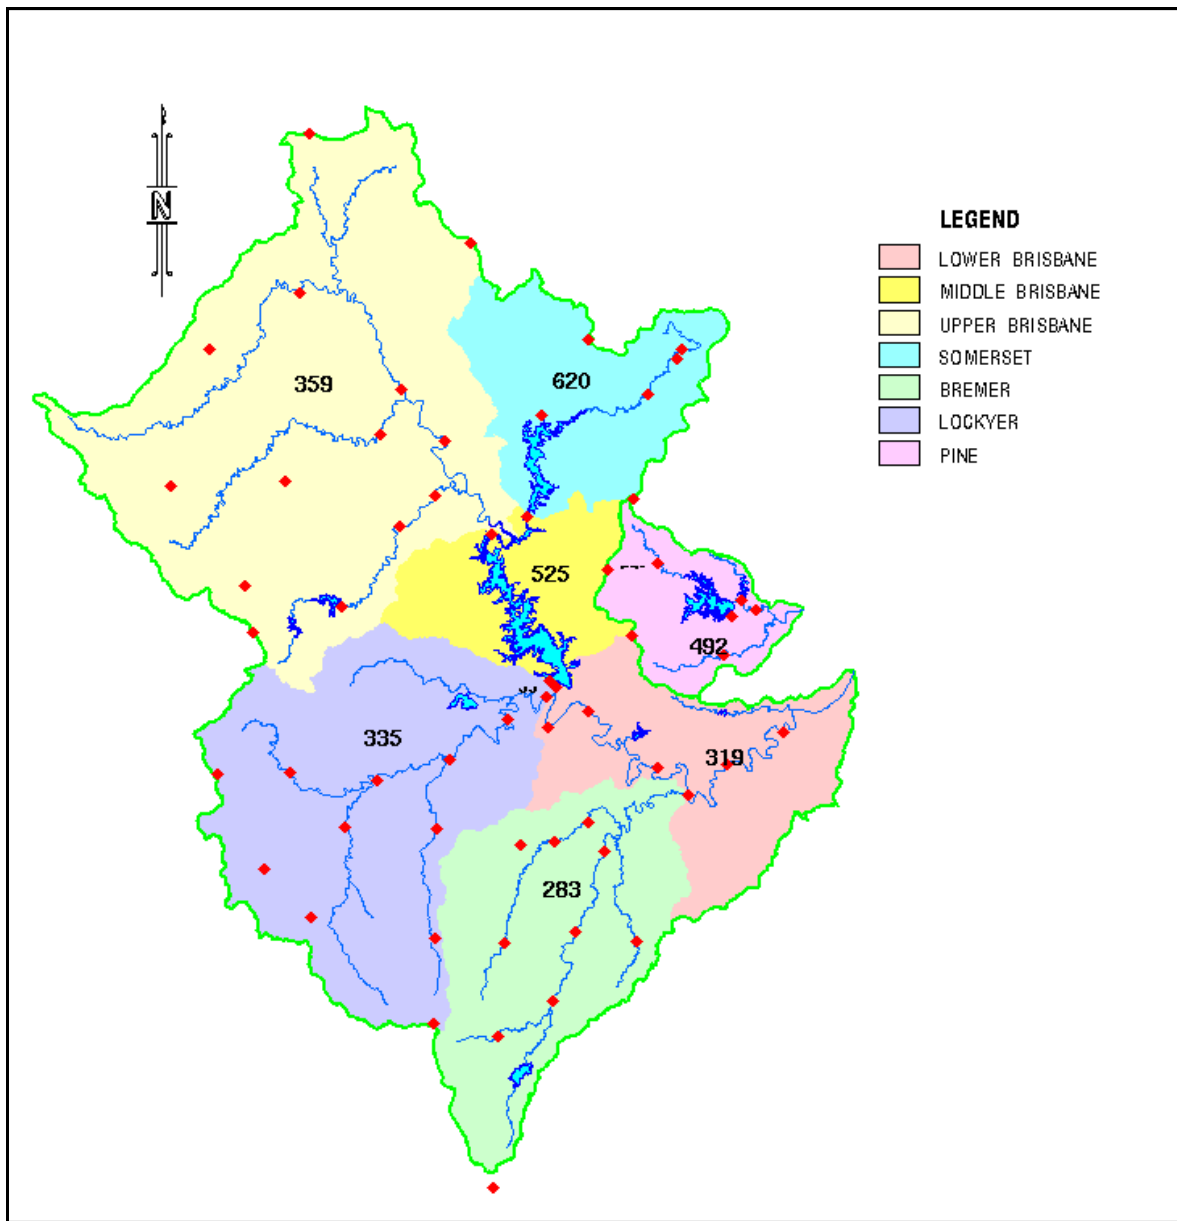 N
LEGEND
LOWER BRISBANE
MIDDLE BRISBANE
UPPER BRISBANE
SOMERSET
BREMER
LOCKYER
PINE
359
620
525
492
335
319
283